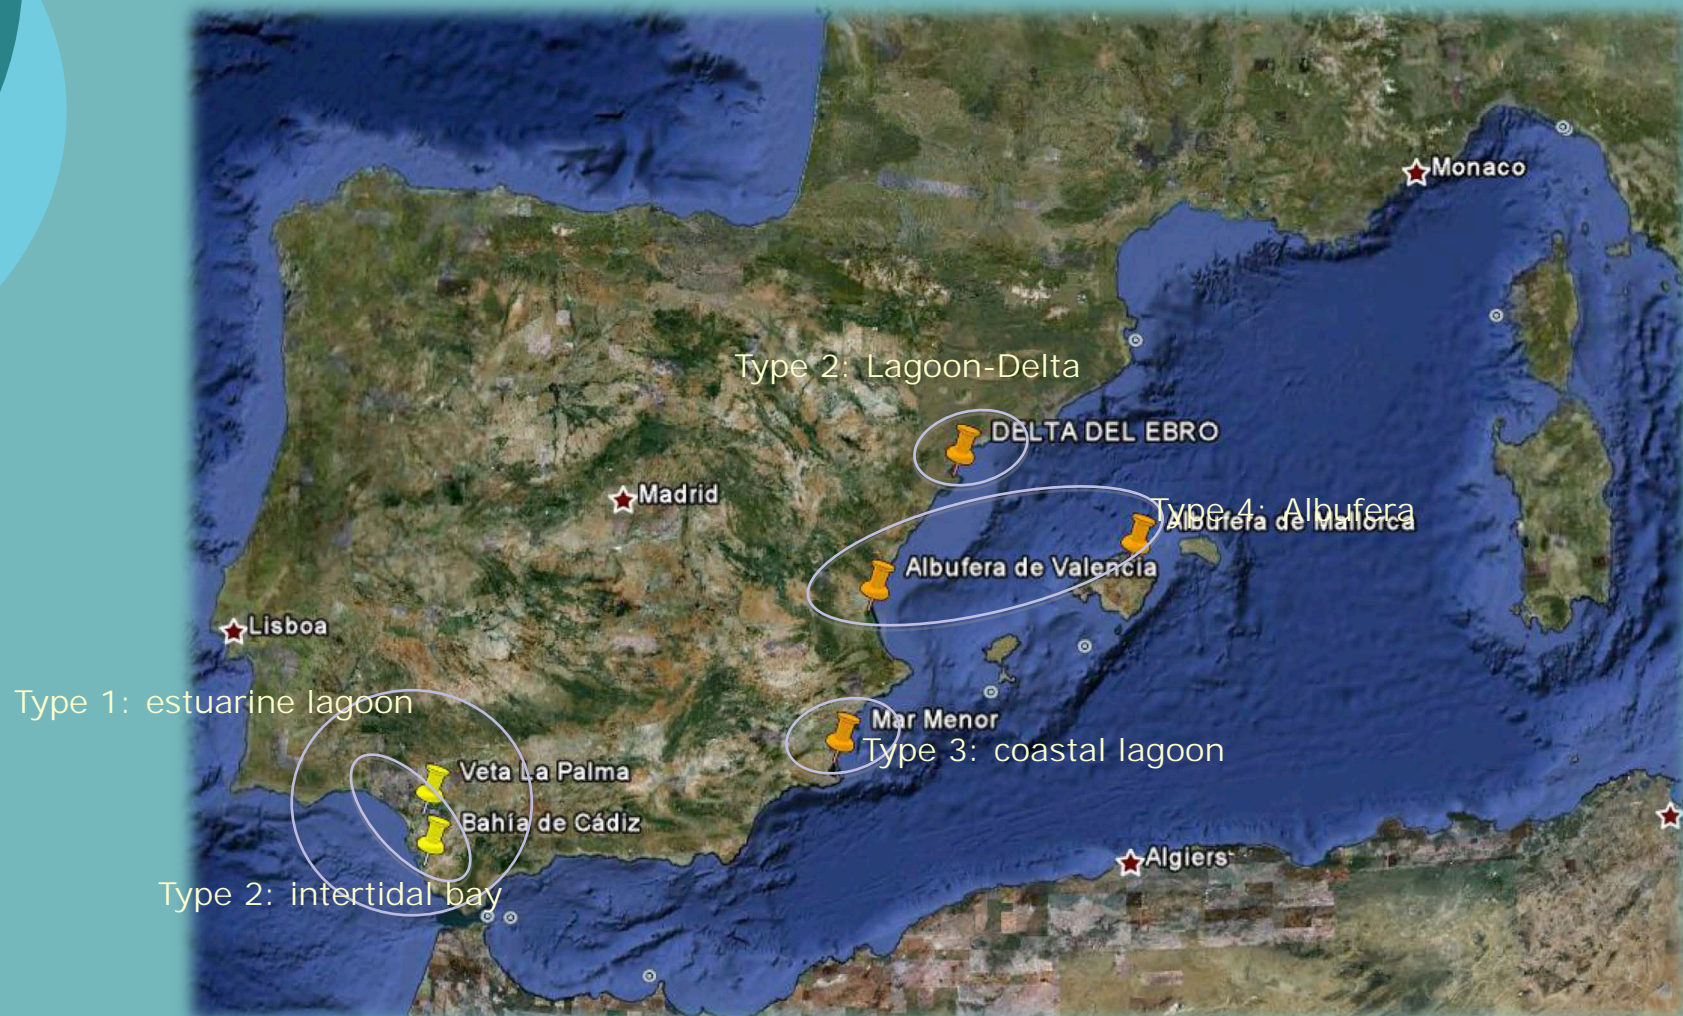 Monaco
Type 2: Lagoon-Delta
DELTA DEL EBRO
Madrid
Type 4: Albufera
Albufera de Mallorca
Albufera de Valencia
Lisboa
Type 1: estuarine lagoon
Mar Menor
Type 3: coastal lagoon
Veta La Palma
Bahía de Cádiz
Algiers
Type 2: intertidal bay